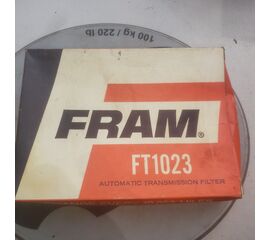 100 kg / 220 lb
FRAM®
FT1023
AUTOMATIC TRANSMISSION FILTER